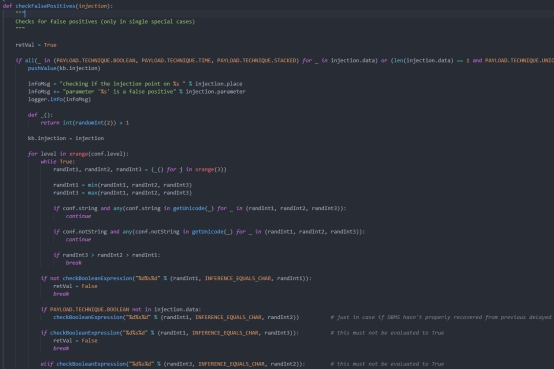 def checkFalsePositives(injection):
"""
Checks for false positives (only in single special cases)
"""
retVal = True
if all(_ in (PAYLOAD.TECHNIQUE.BOOLEAN, PAYLOAD.TECHNIQUE.TIME, PAYLOAD.TECHNIQUE.STACKED) for _ in injection.data) or (len(injection.data) == 1 and PAYLOAD.TECHNIQUE.UNIO
pushValue(kb.injection)
infoMsg = "checking if the injection point on %s " % injection.place
infoMsg += "parameter '%s' is a false positive" % injection.parameter
logger.info(infoMsg)
def _():
return int(randomInt(2)) + 1
kb.injection = injection
for level in xrange(conf.level):
while True:
randInt1, randInt2, randInt3 = (_() for j in xrange(3))
randInt1 = min(randInt1, randInt2, randInt3)
randInt3 = max(randInt1, randInt2, randInt3)
if conf.string and any(conf.string in getUnicode(_) for _ in (randInt1, randInt2, randInt3)):
continue
if conf.notString and any(conf.notString in getUnicode(_) for _ in (randInt1, randInt2, randInt3)):
continue
if randInt3 > randInt2 > randInt1:
break
if not checkBooleanExpression("%d%s%d" % (randInt1, INFERENCE_EQUALS_CHAR, randInt1)):
retVal = False
break
if PAYLOAD.TECHNIQUE.BOOLEAN not in injection.data:
checkBooleanExpression("%d%s%d" % (randInt1, INFERENCE_EQUALS_CHAR, randInt2)) # just in case if DBMS hasn't properly recovered from previous delayed
if checkBooleanExpression("%d%s%d" % (randInt1, INFERENCE_EQUALS_CHAR, randInt3)): # this must not be evaluated to True
retVal = False
break
elif checkBooleanExpression("%d%s%d" % (randInt3, INFERENCE_EQUALS_CHAR, randInt2)): # this must not be evaluated to True